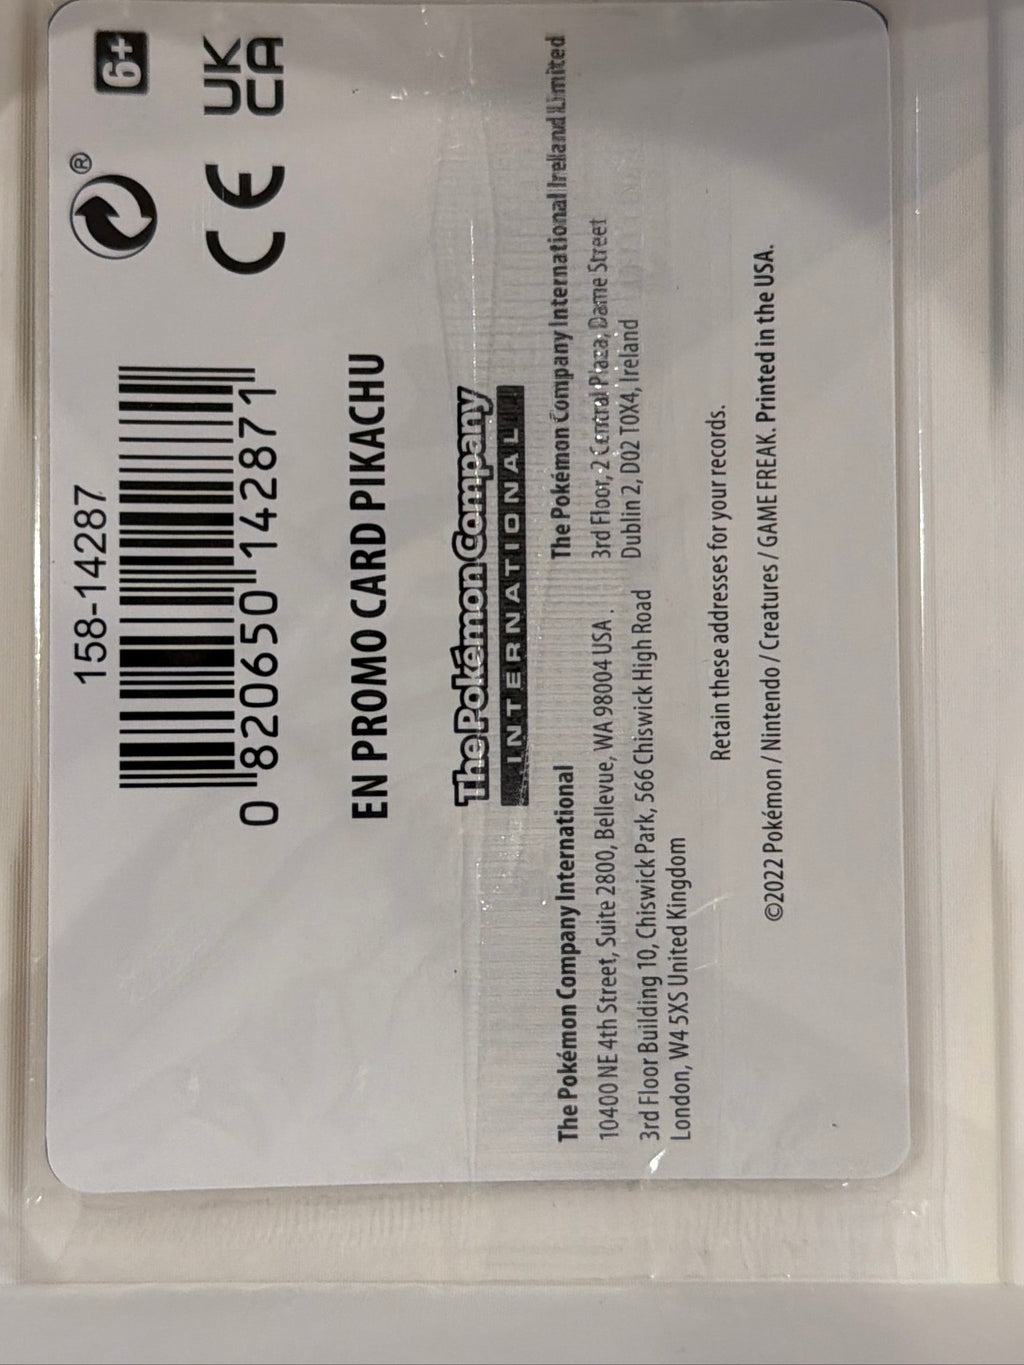 158-14287
0 820650 142871
6+
®
CE
UK
CA
EN PROMO CARD PIKACHU
The Pokémon Company
INTERNATIONAL
The Pokémon Company International
10400 NE 4th Street, Suite 2800, Bellevue, WA 98004 USA .
3rd Floor Building 10, Chiswick Park, 566 Chiswick High Road
London, W4 5XS United Kingdom
The Pokémon Company International Ireland Limited
3rd Floor, 2 Central Plaza, Dame Street
Dublin 2, D02 T0X4, Ireland
Retain these addresses for your records.
©2022 Pokémon / Nintendo / Creatures / GAME FREAK. Printed in the USA.